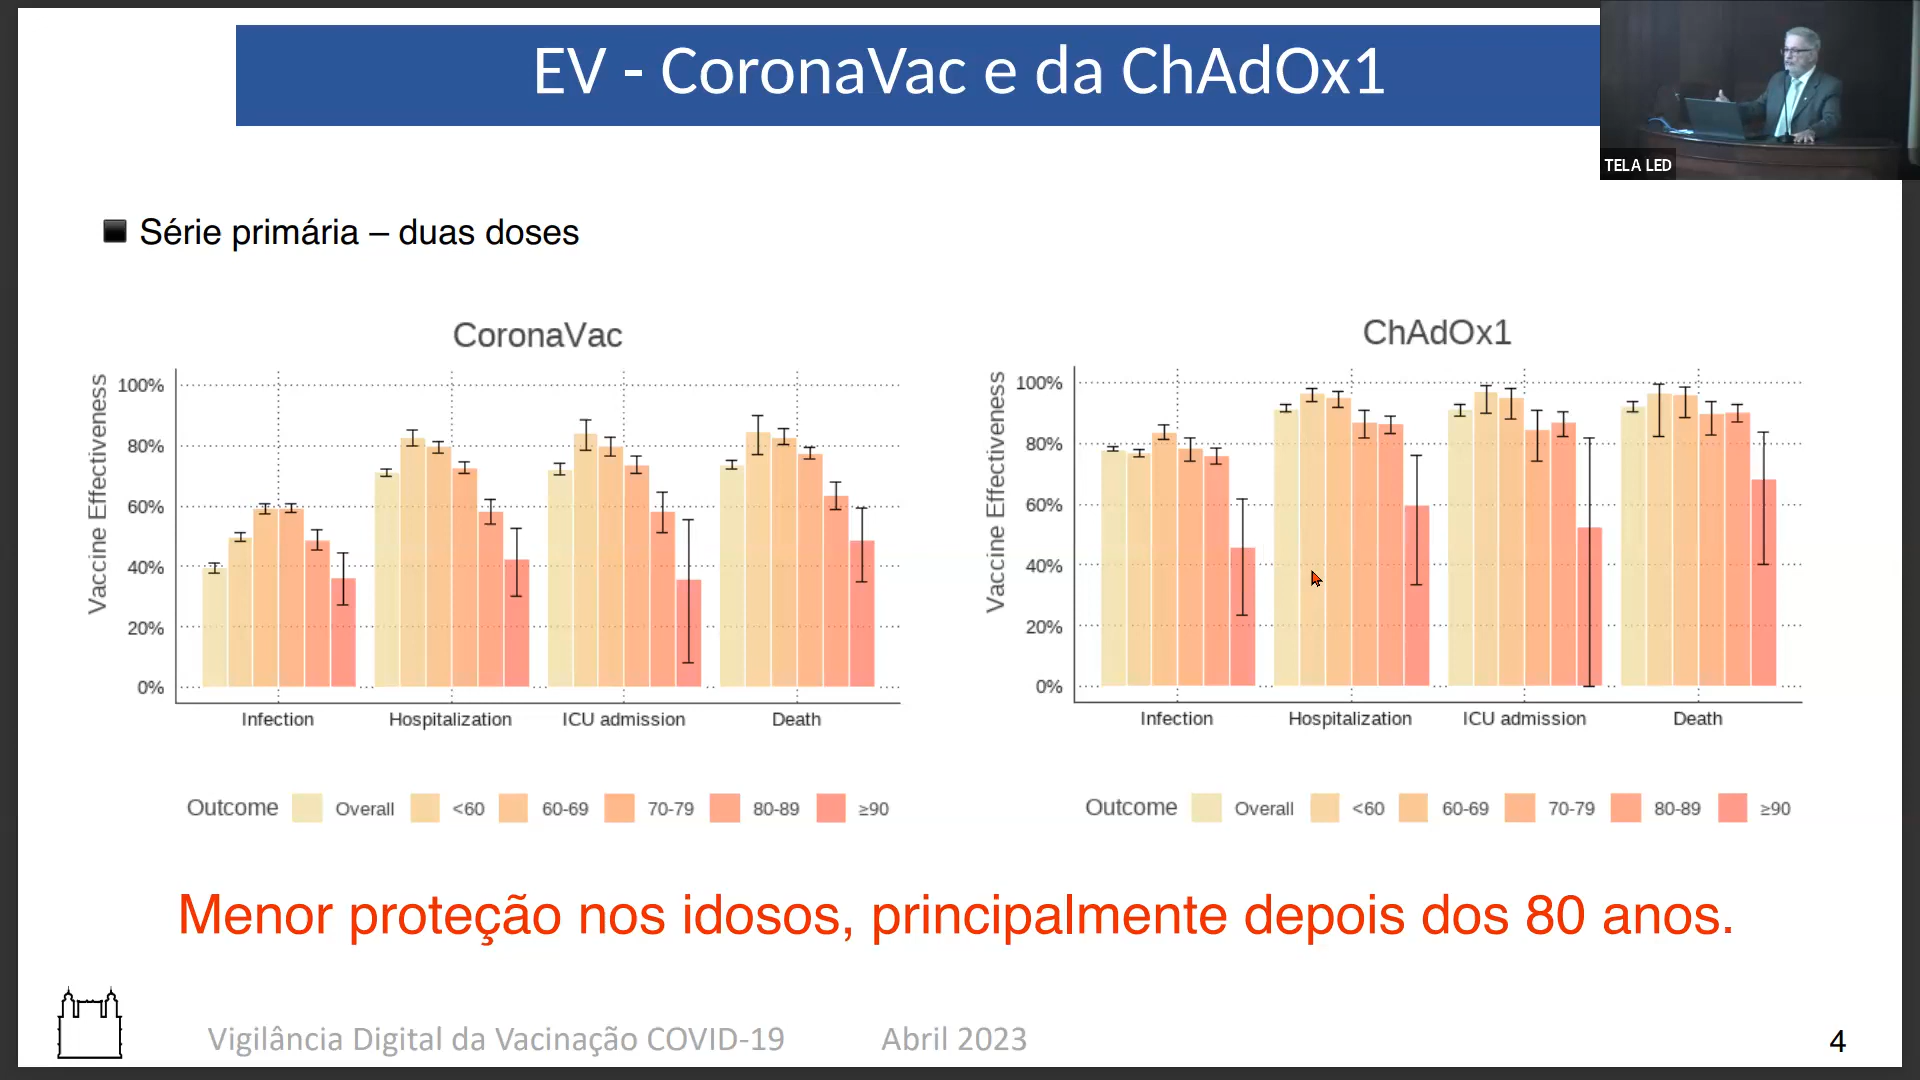 EV - CoronaVac e da ChAdOx1
TELA LED
Série primária – duas doses
CoronaVac
Vaccine Effectiveness
100%
80%
60%
40%
20%
0%
Infection Hospitalization ICU admission Death
Outcome Overall <60 60-69 70-79 80-89 ≥90
ChAdOx1
Vaccine Effectiveness
100%
80%
60%
40%
20%
0%
Infection Hospitalization ICU admission Death
Outcome Overall <60 60-69 70-79 80-89 ≥90
Menor proteção nos idosos, principalmente depois dos 80 anos.
Vigilância Digital da Vacinação COVID-19 Abril 2023 4